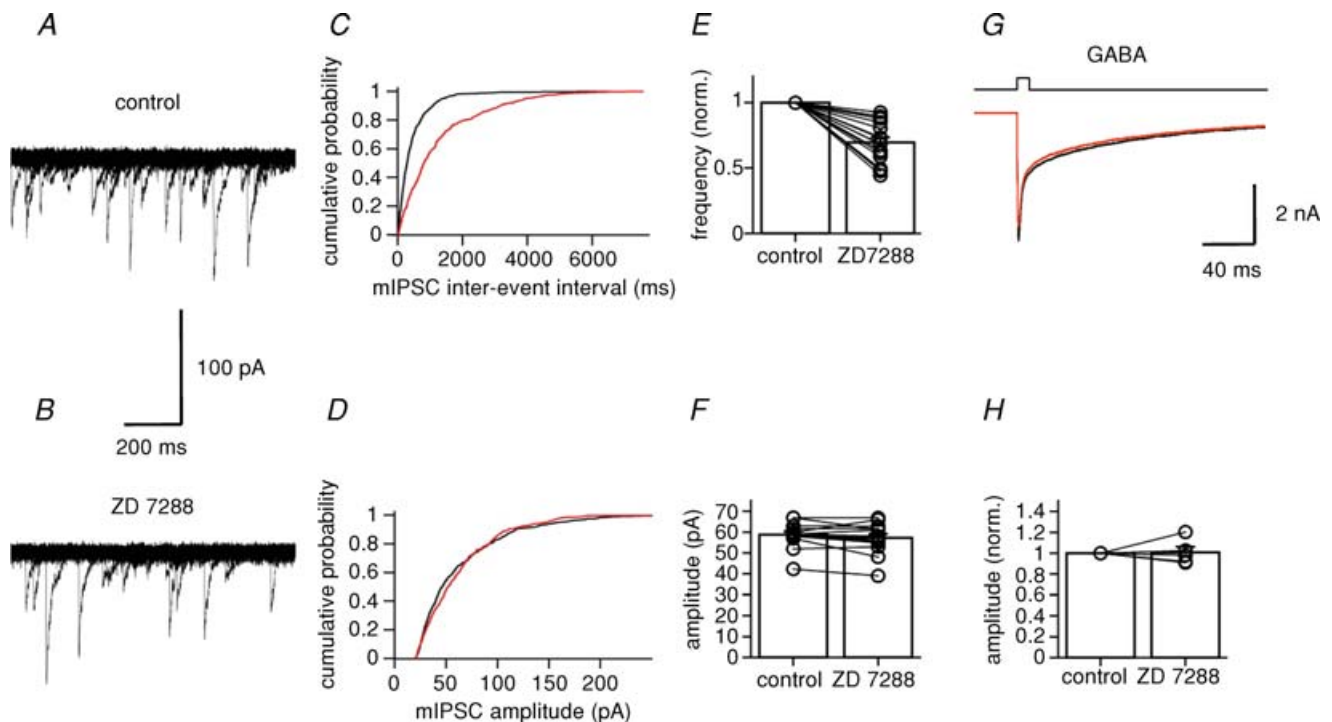 A
control
100 pA
200 ms
B
ZD 7288
C
cumulative probability
1
0.8
0.6
0.4
0.2
0
0 2000 4000 6000
mIPSC inter-event interval (ms)
D
cumulative probability
1
0.8
0.6
0.4
0.2
0
0 50 100 150 200
mIPSC amplitude (pA)
E
frequency (norm.)
1
0.5
0
control ZD7288
F
amplitude (pA)
70
60
50
40
30
20
10
0
control ZD 7288
G
GABA
2 nA
40 ms
H
amplitude (norm.)
1.4
1.2
1
0.8
0.6
0.4
0.2
0
control ZD 7288